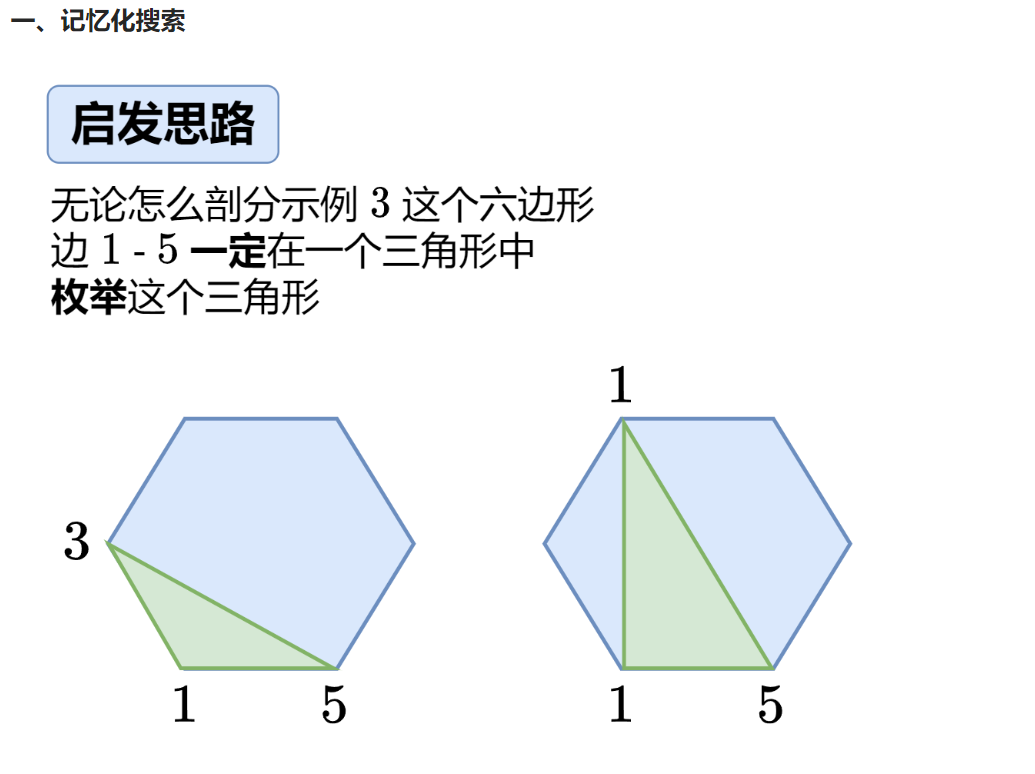 一、记忆化搜索
启发思路
无论怎么剖分示例 3 这个六边形
边 1 - 5 一定在一个三角形中
枚举这个三角形
1
3
1 5
1 5